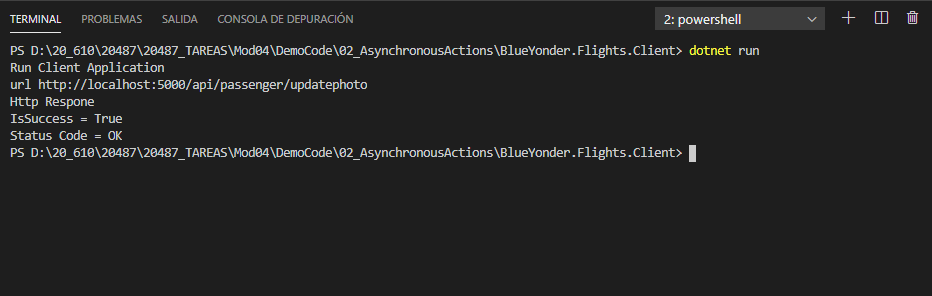 TERMINAL PROBLEMAS SALIDA CONSOLA DE DEPURACIÓN 2: powershell
PS D:\20_610\20487\20487_TAREAS\Mod04\DemoCode\02_AsynchronousActions\BlueYonder.Flights.Client> dotnet run
Run Client Application
url http://localhost:5000/api/passenger/updatephoto
Http Respone
IsSuccess = True
Status Code = OK
PS D:\20_610\20487\20487_TAREAS\Mod04\DemoCode\02_AsynchronousActions\BlueYonder.Flights.Client>